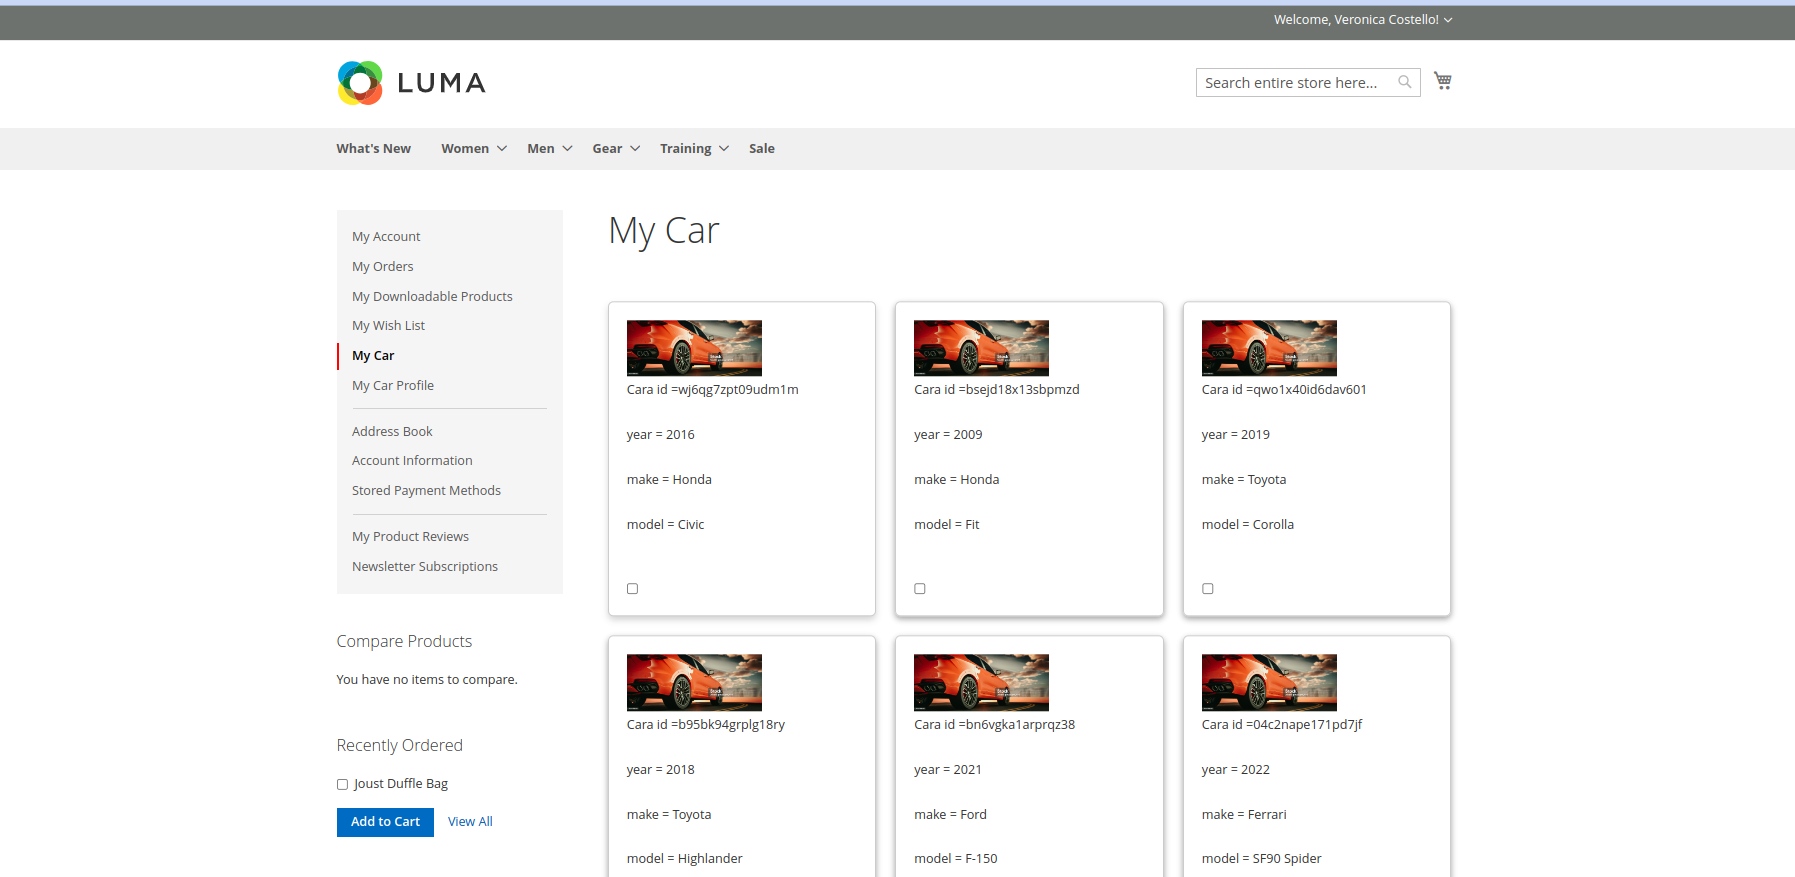 Welcome, Veronica Costello!
LUMA
Search entire store here...
What's New Women Men Gear Training Sale
My Account
My Orders
My Downloadable Products
My Wish List
My Car
My Car Profile
Address Book
Account Information
Stored Payment Methods
My Product Reviews
Newsletter Subscriptions
Compare Products
You have no items to compare.
Recently Ordered
Joust Duffle Bag
Add to Cart View All
My Car
Stock
Cara id =wj6qg7zpt09udm1m
year = 2016
make = Honda
model = Civic
Stock
Cara id =bsejd18x13sbpmzd
year = 2009
make = Honda
model = Fit
Stock
Cara id =qwo1x40id6dav601
year = 2019
make = Toyota
model = Corolla
Stock
Cara id =b95bk94grplg18ry
year = 2018
make = Toyota
model = Highlander
Stock
Cara id =bn6vgka1arprqz38
year = 2021
make = Ford
model = F-150
Stock
Cara id =04c2nape171pd7jf
year = 2022
make = Ferrari
model = SF90 Spider